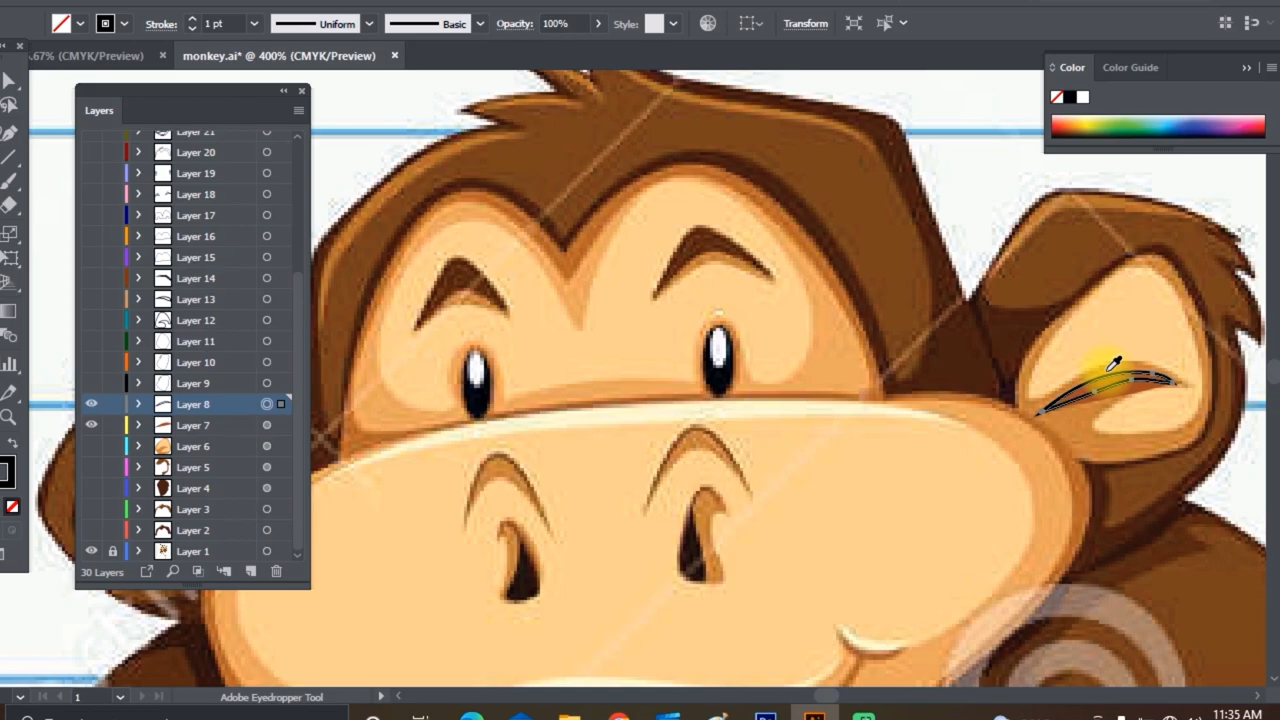 Stroke: 1 pt Uniform Basic Opacity: 100% Style: Transform
.67% (CMYK/Preview) × monkey.ai* @ 400% (CMYK/Preview) ×
Color Color Guide
Layers
Layer 21
Layer 20
Layer 19
Layer 18
Layer 17
Layer 16
Layer 15
Layer 14
Layer 13
Layer 12
Layer 11
Layer 10
Layer 9
Layer 8
Layer 7
Layer 6
Layer 5
Layer 4
Layer 3
Layer 2
Layer 1
30 Layers
1 Adobe Eyedropper Tool
11:35 AM